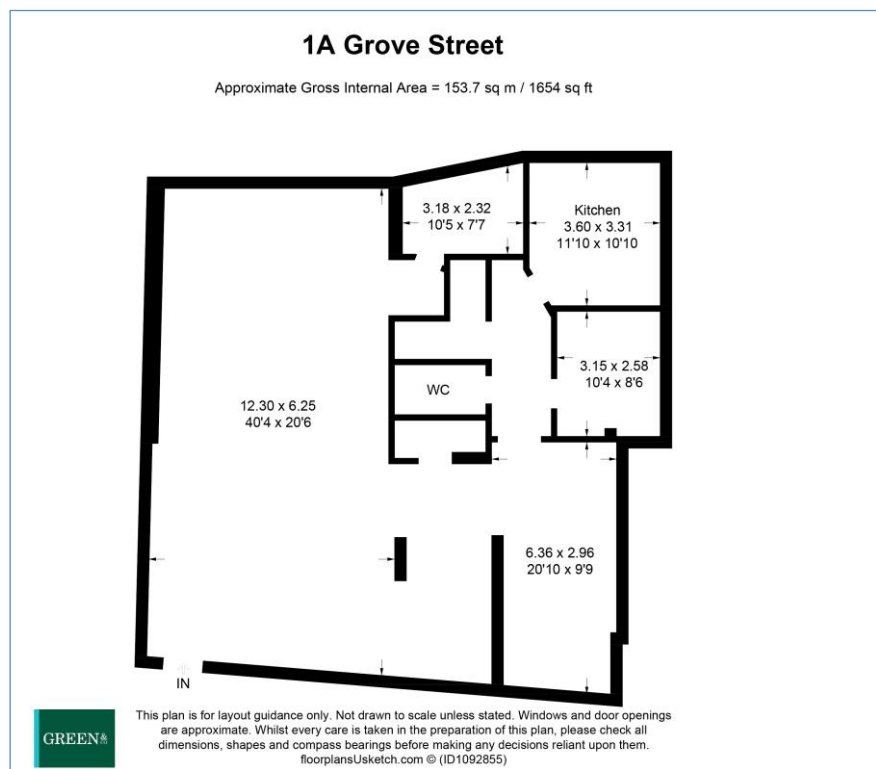 1A Grove Street
Approximate Gross Internal Area = 153.7 sq m / 1654 sq ft
3.18 x 2.32
10'5 x 7'7
Kitchen
3.60 x 3.31
11'10 x 10'10
3.15 x 2.58
10'4 x 8'6
WC
12.30 x 6.25
40'4 x 20'6
6.36 x 2.96
20'10 x 9'9
IN
GREEN&CO
This plan is for layout guidance only. Not drawn to scale unless stated. Windows and door openings
are approximate. Whilst every care is taken in the preparation of this plan, please check all
dimensions, shapes and compass bearings before making any decisions reliant upon them.
floorplansUsketch.com © (ID1092855)